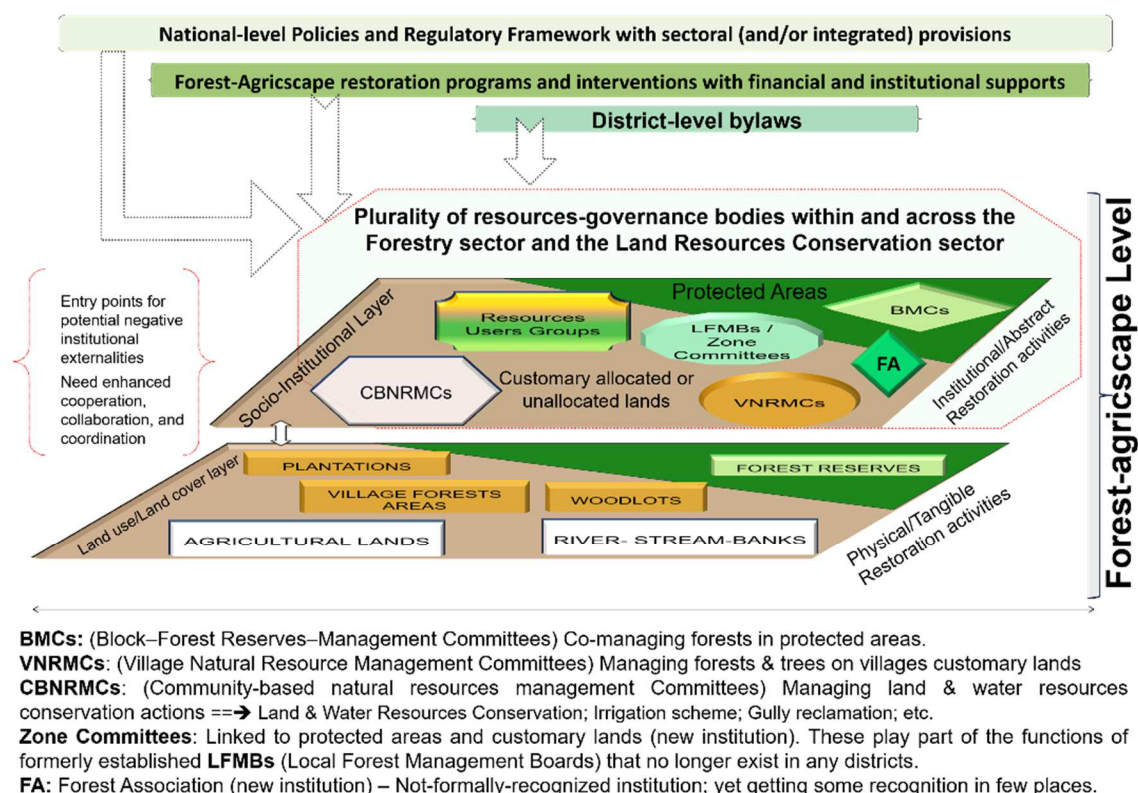 National-level Policies and Regulatory Framework with sectoral (and/or integrated) provisions
Forest-Agricscape restoration programs and interventions with financial and institutional supports
District-level bylaws
Plurality of resources-governance bodies within and across the
Forestry sector and the Land Resources Conservation sector
Forest-agricscape Level
Entry points for
potential negative
institutional
externalities
Need enhanced
cooperation,
collaboration, and
coordination
Socio-Institutional Layer
Protected Areas
Resources
Users Groups
BMCs
LFMBs /
Zone
Committees
FA
CBNRMCs
Customary allocated or
unallocated lands
VNRMCs
Institutional/Abstract
Restoration activities
Land use/Land cover layer
PLANTATIONS
FOREST RESERVES
VILLAGE FORESTS
AREAS
WOODLOTS
AGRICULTURAL LANDS
RIVER- STREAM-BANKS
Physical/Tangible
Restoration activities
BMCs: (Block–Forest Reserves–Management Committees) Co-managing forests in protected areas.
VNRMCs: (Village Natural Resource Management Committees) Managing forests & trees on villages customary lands
CBNRMCs: (Community-based natural resources management Committees) Managing land & water resources
conservation actions ==➔ Land & Water Resources Conservation; Irrigation scheme; Gully reclamation; etc.
Zone Committees: Linked to protected areas and customary lands (new institution). These play part of the functions of
formerly established LFMBs (Local Forest Management Boards) that no longer exist in any districts.
FA: Forest Association (new institution) – Not-formally-recognized institution; yet getting some recognition in few places.